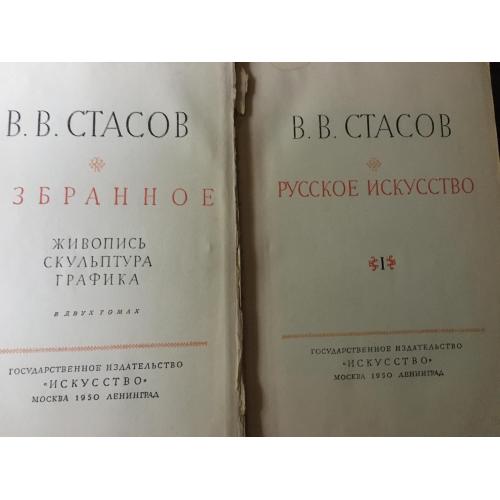 В. В. СТАСОВ
ЗБРАННОЕ
ЖИВОПИСЬ
СКУЛЬПТУРА
ГРАФИКА
В ДВУХ ТОМАХ
ГОСУДАРСТВЕННОЕ ИЗДАТЕЛЬСТВО
«ИСКУССТВО»
МОСКВА 1950 ЛЕНИНГРАД
В. В. СТАСОВ
РУССКОЕ ИСКУССТВО
I
ГОСУДАРСТВЕННОЕ ИЗДАТЕЛЬСТВО
«ИСКУССТВО»
МОСКВА 1950 ЛЕНИНГРАД